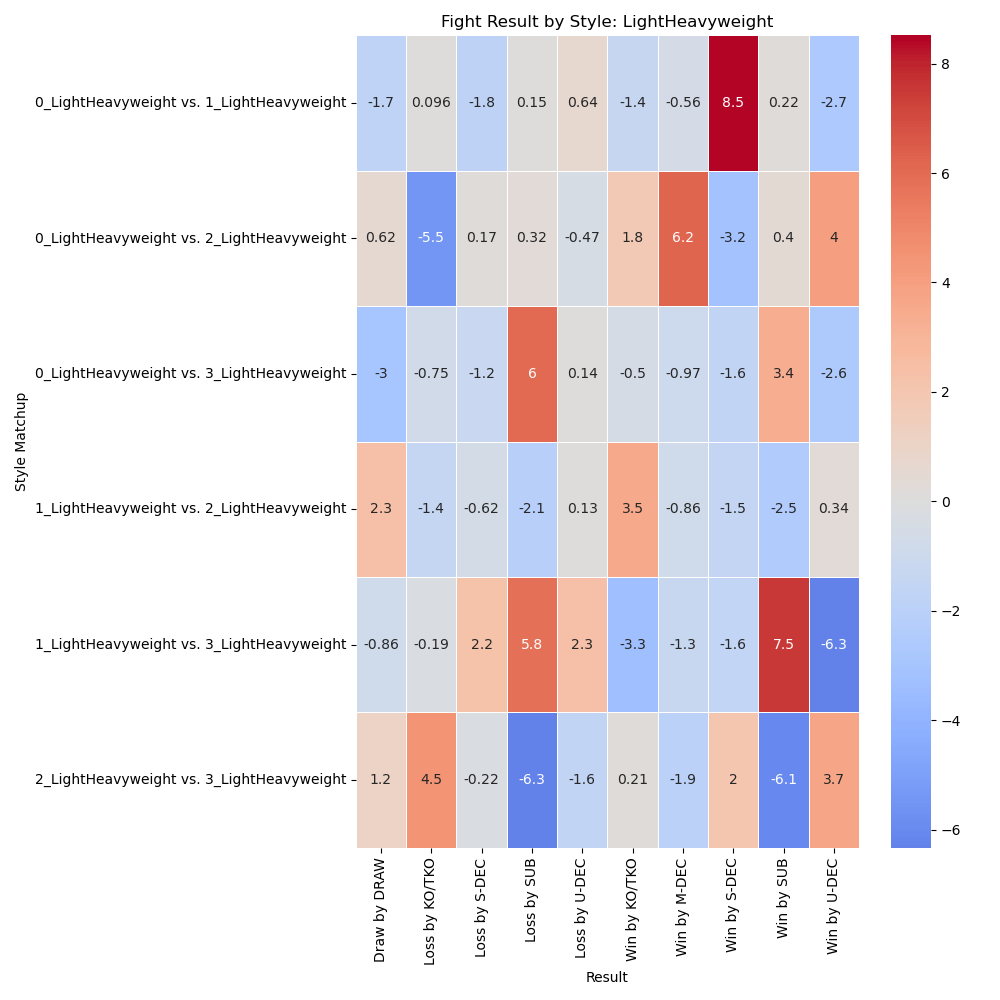 Fight Result by Style: LightHeavyweight
0_LightHeavyweight vs. 1_LightHeavyweight -1.7 0.096 -1.8 0.15 0.64 -1.4 -0.56 8.5 0.22 -2.7
0_LightHeavyweight vs. 2_LightHeavyweight 0.62 -5.5 0.17 0.32 -0.47 1.8 6.2 -3.2 0.4 4
0_LightHeavyweight vs. 3_LightHeavyweight -3 -0.75 -1.2 6 0.14 -0.5 -0.97 -1.6 3.4 -2.6
1_LightHeavyweight vs. 2_LightHeavyweight 2.3 -1.4 -0.62 -2.1 0.13 3.5 -0.86 -1.5 -2.5 0.34
1_LightHeavyweight vs. 3_LightHeavyweight -0.86 -0.19 2.2 5.8 2.3 -3.3 -1.3 -1.6 7.5 -6.3
2_LightHeavyweight vs. 3_LightHeavyweight 1.2 4.5 -0.22 -6.3 -1.6 0.21 -1.9 2 -6.1 3.7
Style Matchup
Draw by DRAW
Loss by KO/TKO
Loss by S-DEC
Loss by SUB
Loss by U-DEC
Win by KO/TKO
Win by M-DEC
Win by S-DEC
Win by SUB
Win by U-DEC
Result
8
6
4
2
0
−2
−4
−6